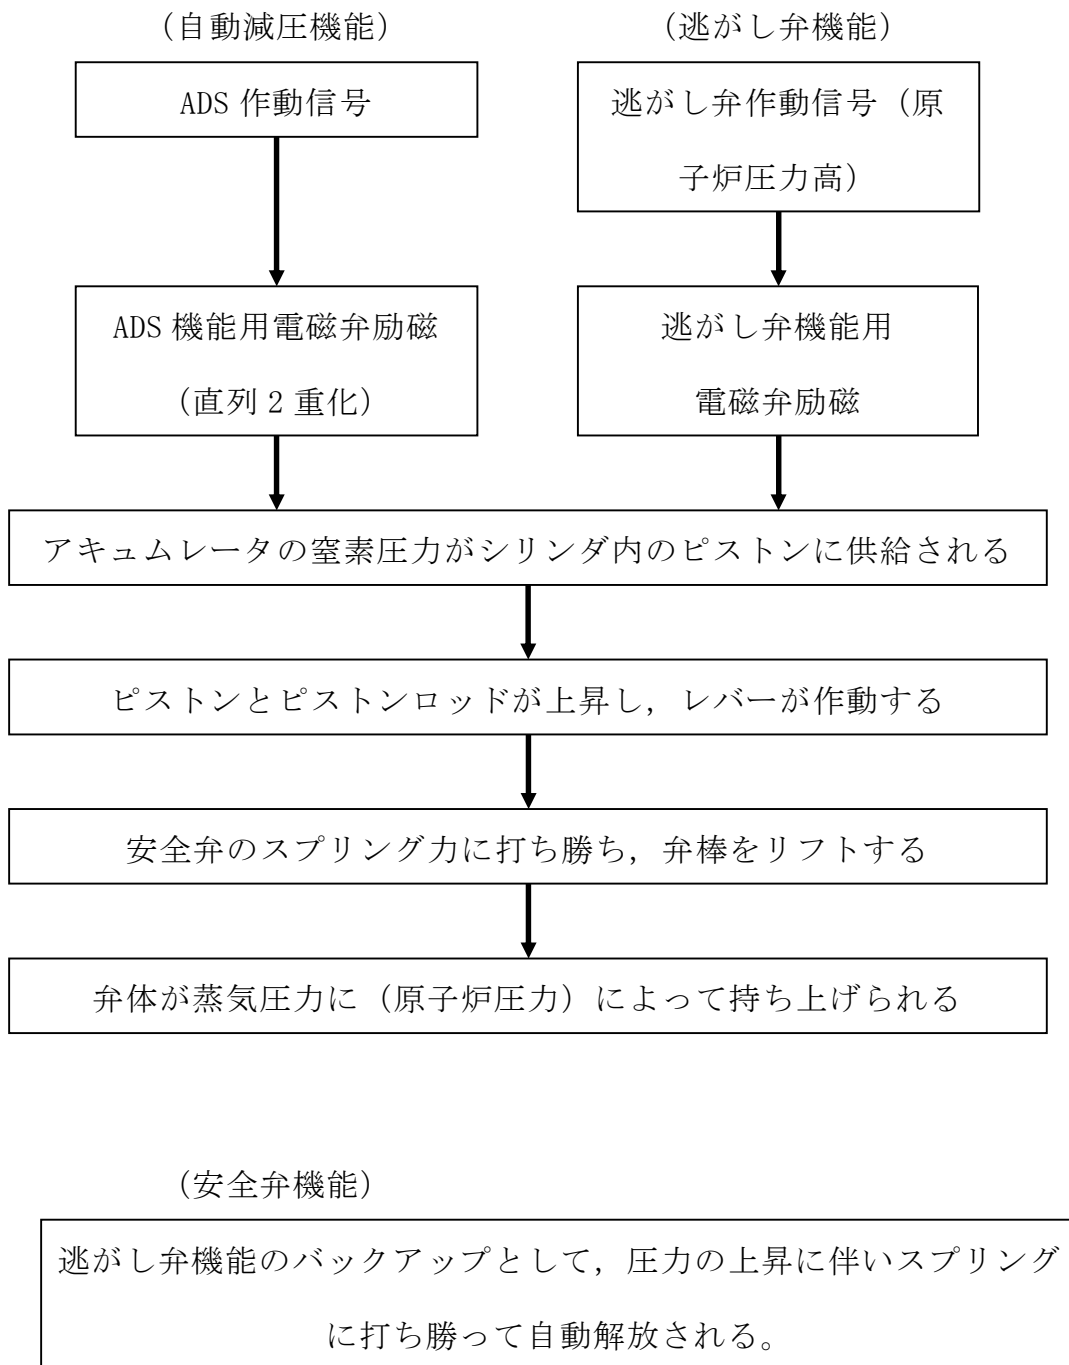 （自動減圧機能）
（逃がし弁機能）
ADS 作動信号
逃がし弁作動信号（原
子炉圧力高）
ADS 機能用電磁弁励磁
（直列 2 重化）
逃がし弁機能用
電磁弁励磁
アキュムレータの窒素圧力がシリンダ内のピストンに供給される
ピストンとピストンロッドが上昇し，レバーが作動する
安全弁のスプリング力に打ち勝ち，弁棒をリフトする
弁体が蒸気圧力に（原子炉圧力）によって持ち上げられる
（安全弁機能）
逃がし弁機能のバックアップとして，圧力の上昇に伴いスプリング
に打ち勝って自動解放される。